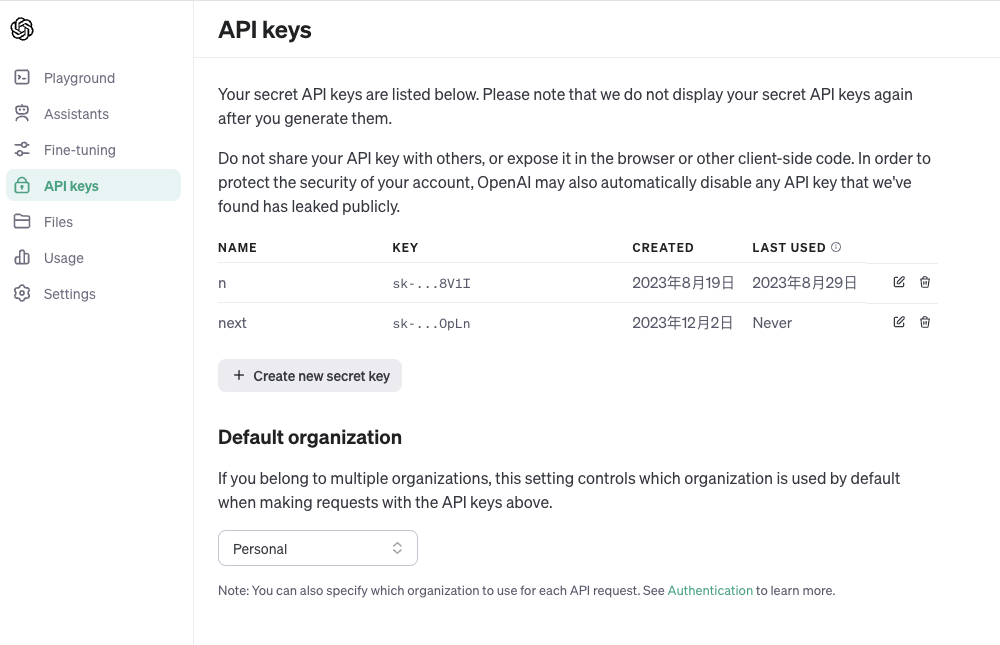 API keys
Playground
Assistants
Fine-tuning
API keys
Files
Usage
Settings
Your secret API keys are listed below. Please note that we do not display your secret API keys again
after you generate them.
Do not share your API key with others, or expose it in the browser or other client-side code. In order to
protect the security of your account, OpenAI may also automatically disable any API key that we've
found has leaked publicly.
NAME KEY CREATED LAST USED
n sk-...8V1I 2023年8月19日 2023年8月29日
next sk-...OpLn 2023年12月2日 Never
+ Create new secret key
Default organization
If you belong to multiple organizations, this setting controls which organization is used by default
when making requests with the API keys above.
Personal
Note: You can also specify which organization to use for each API request. See Authentication to learn more.